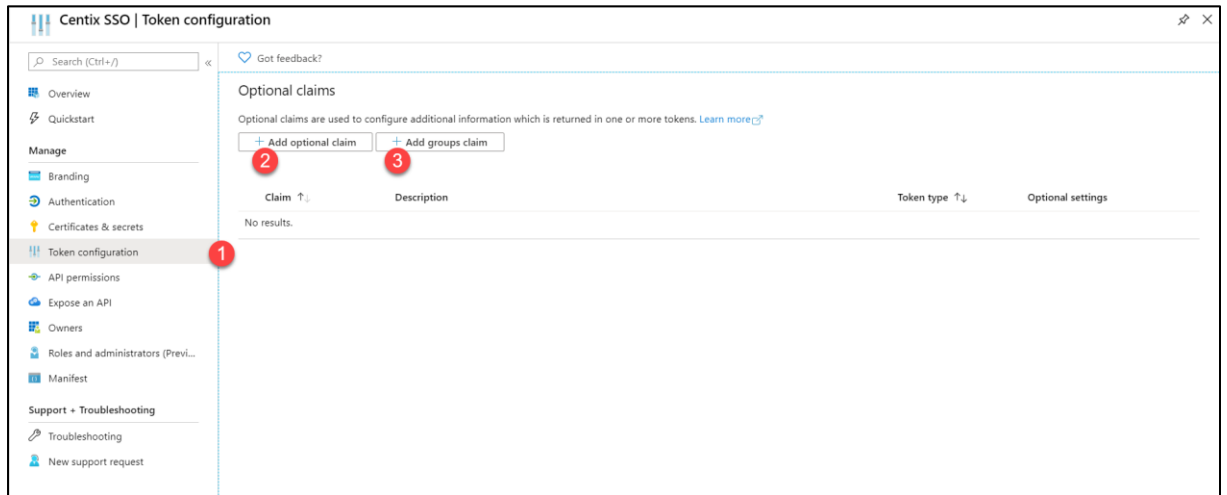 Centix SSO | Token configuration
Search (Ctrl+/)
«
Got feedback?
Overview
Quickstart
Manage
Branding
Authentication
Certificates & secrets
Token configuration
1
API permissions
Expose an API
Owners
Roles and administrators (Previ...
Manifest
Support + Troubleshooting
Troubleshooting
New support request
Optional claims
Optional claims are used to configure additional information which is returned in one or more tokens. Learn more
+ Add optional claim
+ Add groups claim
2
3
Claim ↑↓ Description Token type ↑↓ Optional settings
No results.